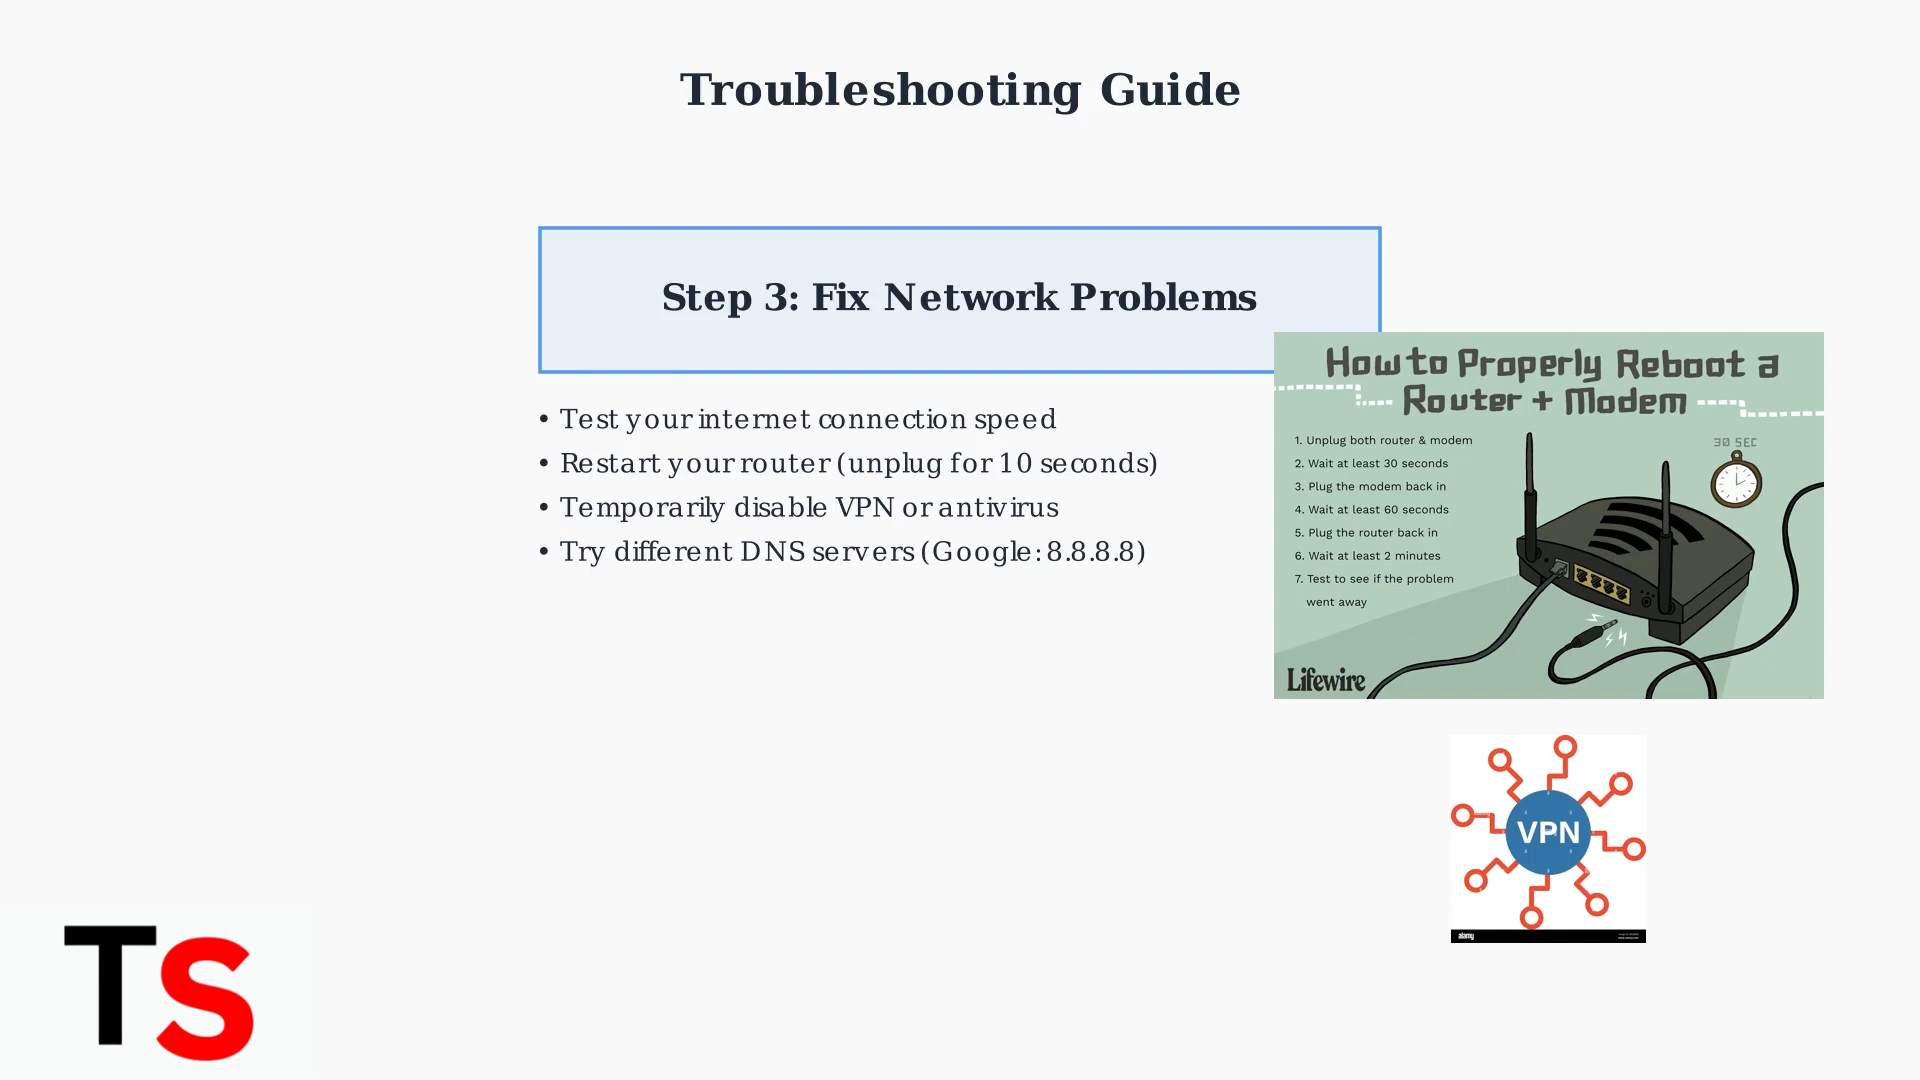 Troubleshooting Guide
Step 3: Fix Network Problems
• Test your internet connection speed
• Restart your router (unplug for 10 seconds)
• Temporarily disable VPN or antivirus
• Try different DNS servers (Google: 8.8.8.8)
How to Properly Reboot a
Router + Modem
1. Unplug both router & modem
2. Wait at least 30 seconds
3. Plug the modem back in
4. Wait at least 60 seconds
5. Plug the router back in
6. Wait at least 2 minutes
7. Test to see if the problem
went away
30 SEC
Lifewire
VPN
alamy
TS